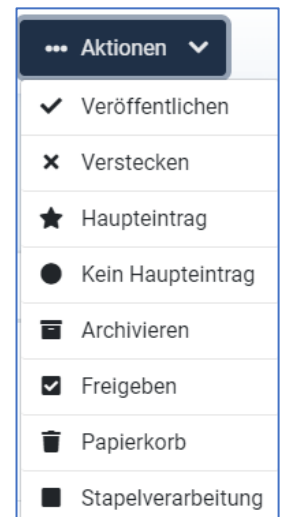 Aktionen
Veröffentlichen
Verstecken
Haupteintrag
Kein Haupteintrag
Archivieren
Freigeben
Papierkorb
Stapelverarbeitung